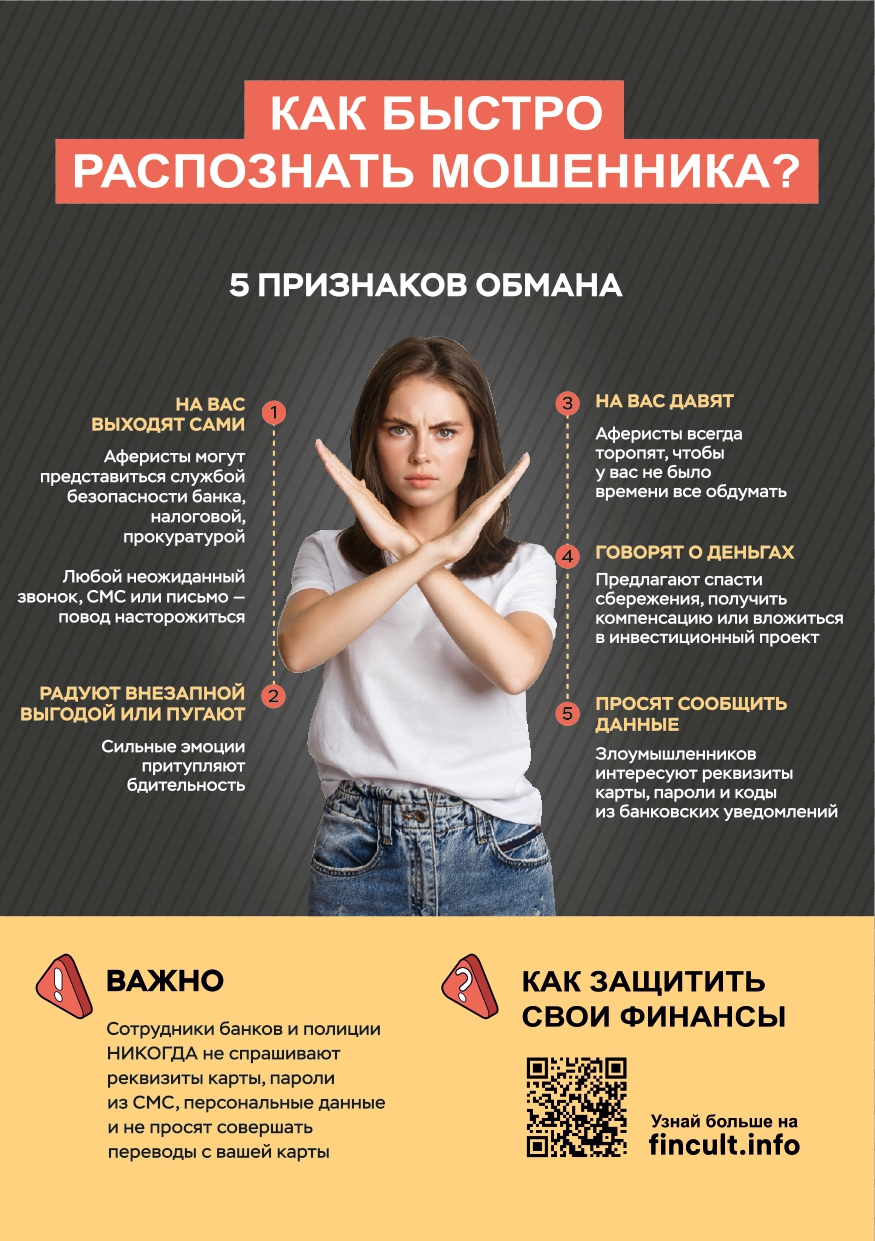 КАК БЫСТРО
РАСПОЗНАТЬ МОШЕННИКА?
5 ПРИЗНАКОВ ОБМАНА
1
НА ВАС
ВЫХОДЯТ САМИ
Аферисты могут
представиться службой
безопасности банка,
налоговой,
прокуратурой
Любой неожиданный
звонок, СМС или письмо –
повод насторожиться
2
РАДУЮТ ВНЕЗАПНОЙ
ВЫГОДОЙ ИЛИ ПУГАЮТ
Сильные эмоции
притупляют
бдительность
3
НА ВАС ДАВЯТ
Аферисты всегда
торопят, чтобы
у вас не было
времени все обдумать
4
ГОВОРЯТ О ДЕНЬГАХ
Предлагают спасти
сбережения, получить
компенсацию или вложиться
в инвестиционный проект
5
ПРОСЯТ СООБЩИТЬ
ДАННЫЕ
Злоумышленников
интересуют реквизиты
карты, пароли и коды
из банковских уведомлений
ВАЖНО
Сотрудники банков и полиции
НИКОГДА не спрашивают
реквизиты карты, пароли
из СМС, персональные данные
и не просят совершать
переводы с вашей карты
КАК ЗАЩИТИТЬ
СВОИ ФИНАНСЫ
Узнай больше на
fincult.info